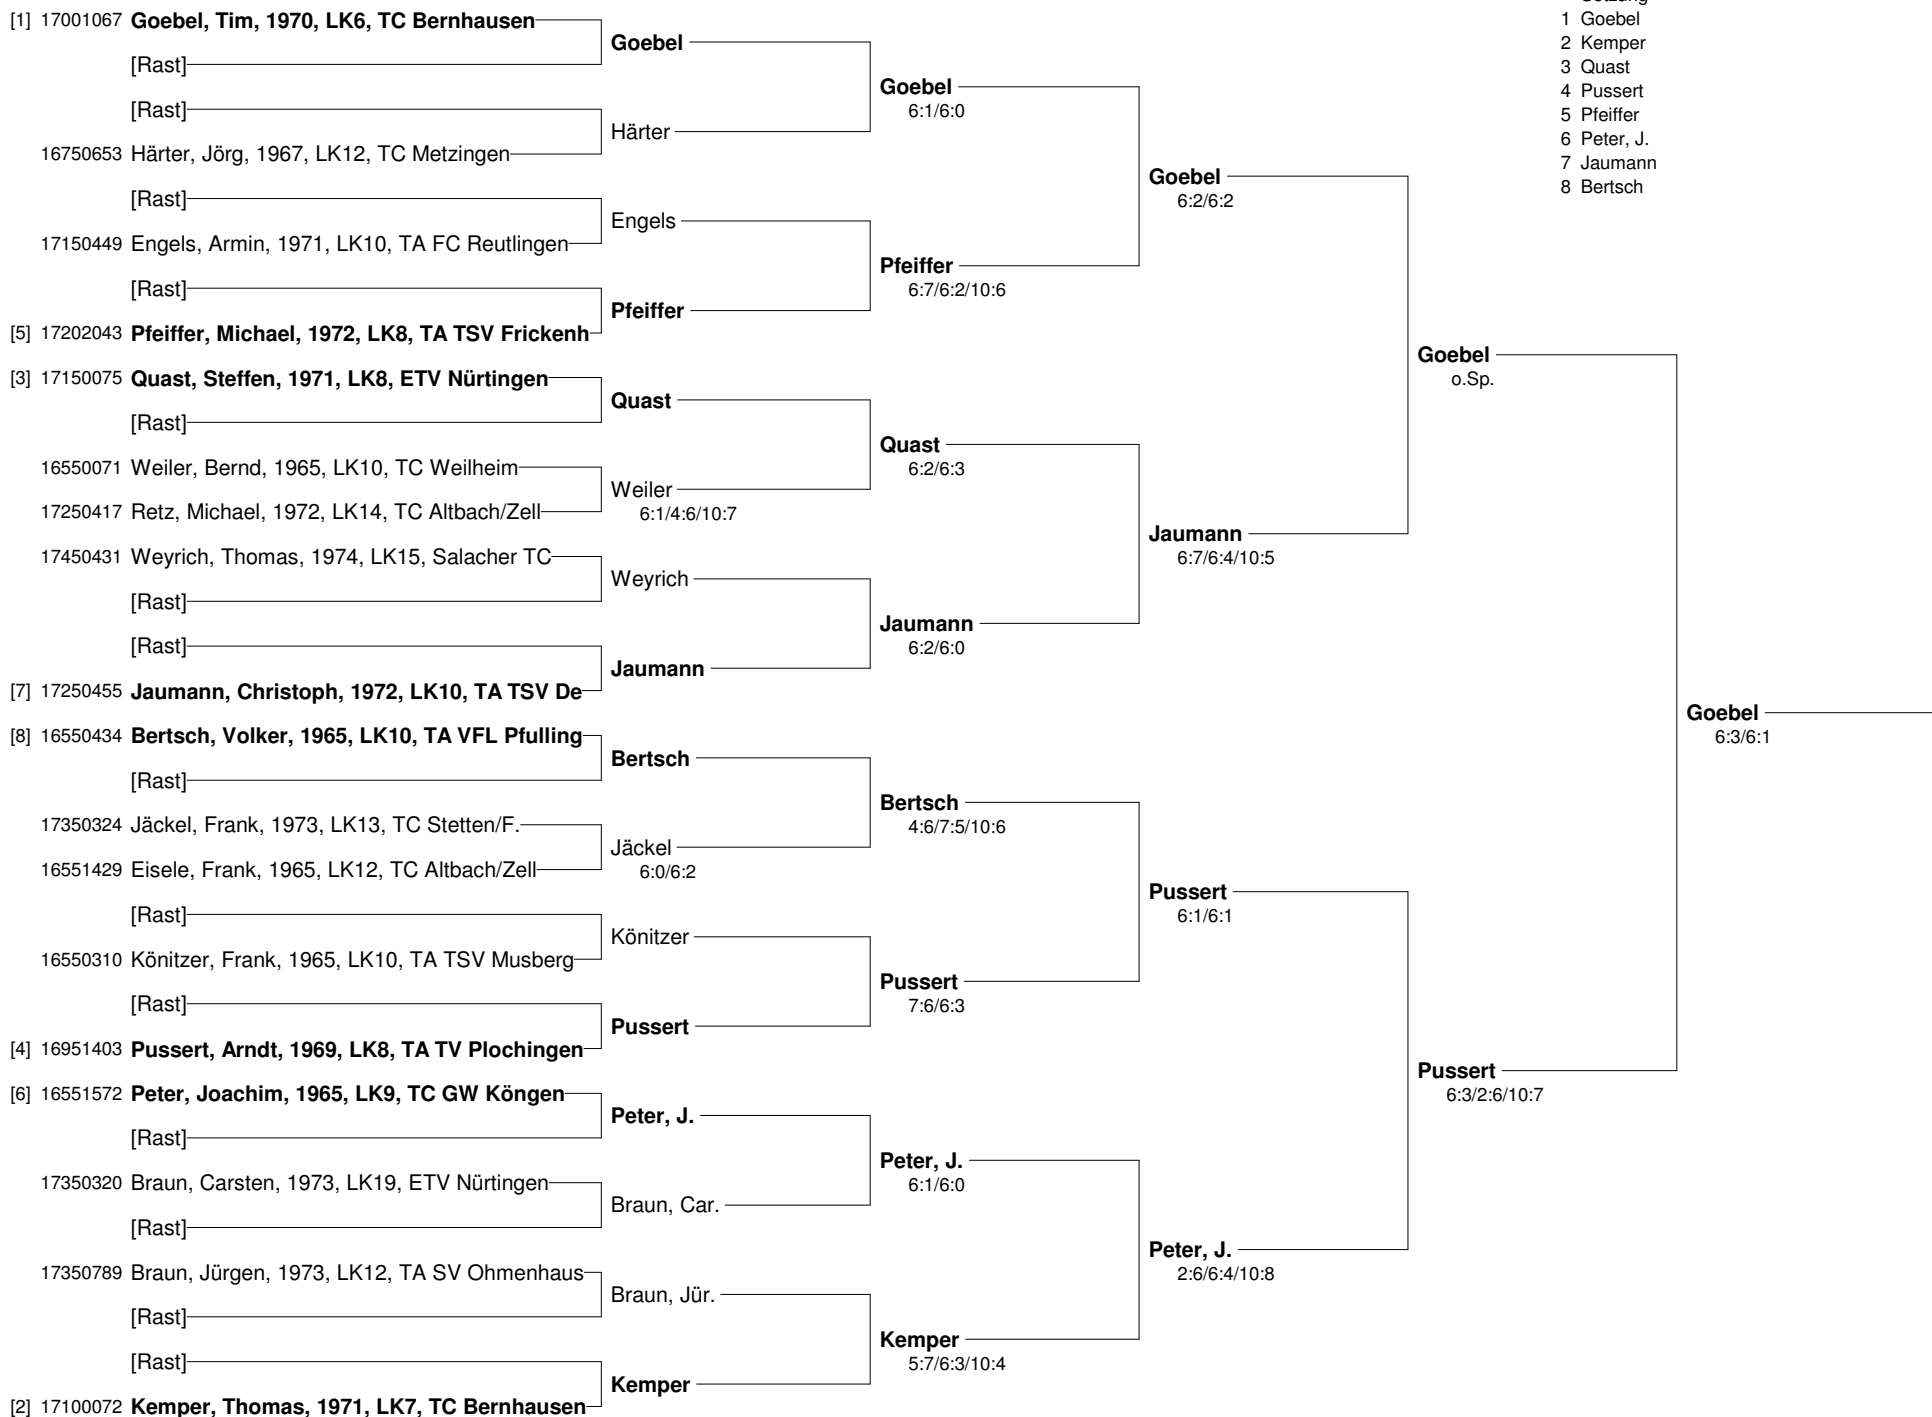 [1] 17001067 Goebel, Tim, 1970, LK6, TC Bernhausen
[Rast]
[Rast]
16750653 Härter, Jörg, 1967, LK12, TC Metzingen
[Rast]
17150449 Engels, Armin, 1971, LK10, TA FC Reutlingen
[Rast]
[5] 17202043 Pfeiffer, Michael, 1972, LK8, TA TSV Frickenh
[3] 17150075 Quast, Steffen, 1971, LK8, ETV Nürtingen
[Rast]
16550071 Weiler, Bernd, 1965, LK10, TC Weilheim
17250417 Retz, Michael, 1972, LK14, TC Altbach/Zell
17450431 Weyrich, Thomas, 1974, LK15, Salacher TC
[Rast]
[Rast]
[7] 17250455 Jaumann, Christoph, 1972, LK10, TA TSV De
[8] 16550434 Bertsch, Volker, 1965, LK10, TA VFL Pfulling
[Rast]
17350324 Jäckel, Frank, 1973, LK13, TC Stetten/F.
16551429 Eisele, Frank, 1965, LK12, TC Altbach/Zell
[Rast]
16550310 Könitzer, Frank, 1965, LK10, TA TSV Musberg
[Rast]
[4] 16951403 Pussert, Arndt, 1969, LK8, TA TV Plochingen
[6] 16551572 Peter, Joachim, 1965, LK9, TC GW Köngen
[Rast]
17350320 Braun, Carsten, 1973, LK19, ETV Nürtingen
[Rast]
17350789 Braun, Jürgen, 1973, LK12, TA SV Ohmenhaus
[Rast]
[Rast]
[2] 17100072 Kemper, Thomas, 1971, LK7, TC Bernhausen
Goebel
Härter
Engels
Pfeiffer
Quast
Weiler
6:1/4:6/10:7
Weyrich
Jaumann
Bertsch
Jäckel
6:0/6:2
Könitzer
Pussert
Peter, J.
Braun, Car.
Braun, Jür.
Kemper
Goebel
6:1/6:0
Pfeiffer
6:7/6:2/10:6
Quast
6:2/6:3
Jaumann
6:2/6:0
Bertsch
4:6/7:5/10:6
Pussert
7:6/6:3
Peter, J.
6:1/6:0
Kemper
5:7/6:3/10:4
Goebel
6:2/6:2
Jaumann
6:7/6:4/10:5
Pussert
6:1/6:1
Peter, J.
2:6/6:4/10:8
Goebel
o.Sp.
Pussert
6:3/2:6/10:7
Goebel
6:3/6:1
1 Goebel
2 Kemper
3 Quast
4 Pussert
5 Pfeiffer
6 Peter, J.
7 Jaumann
8 Bertsch